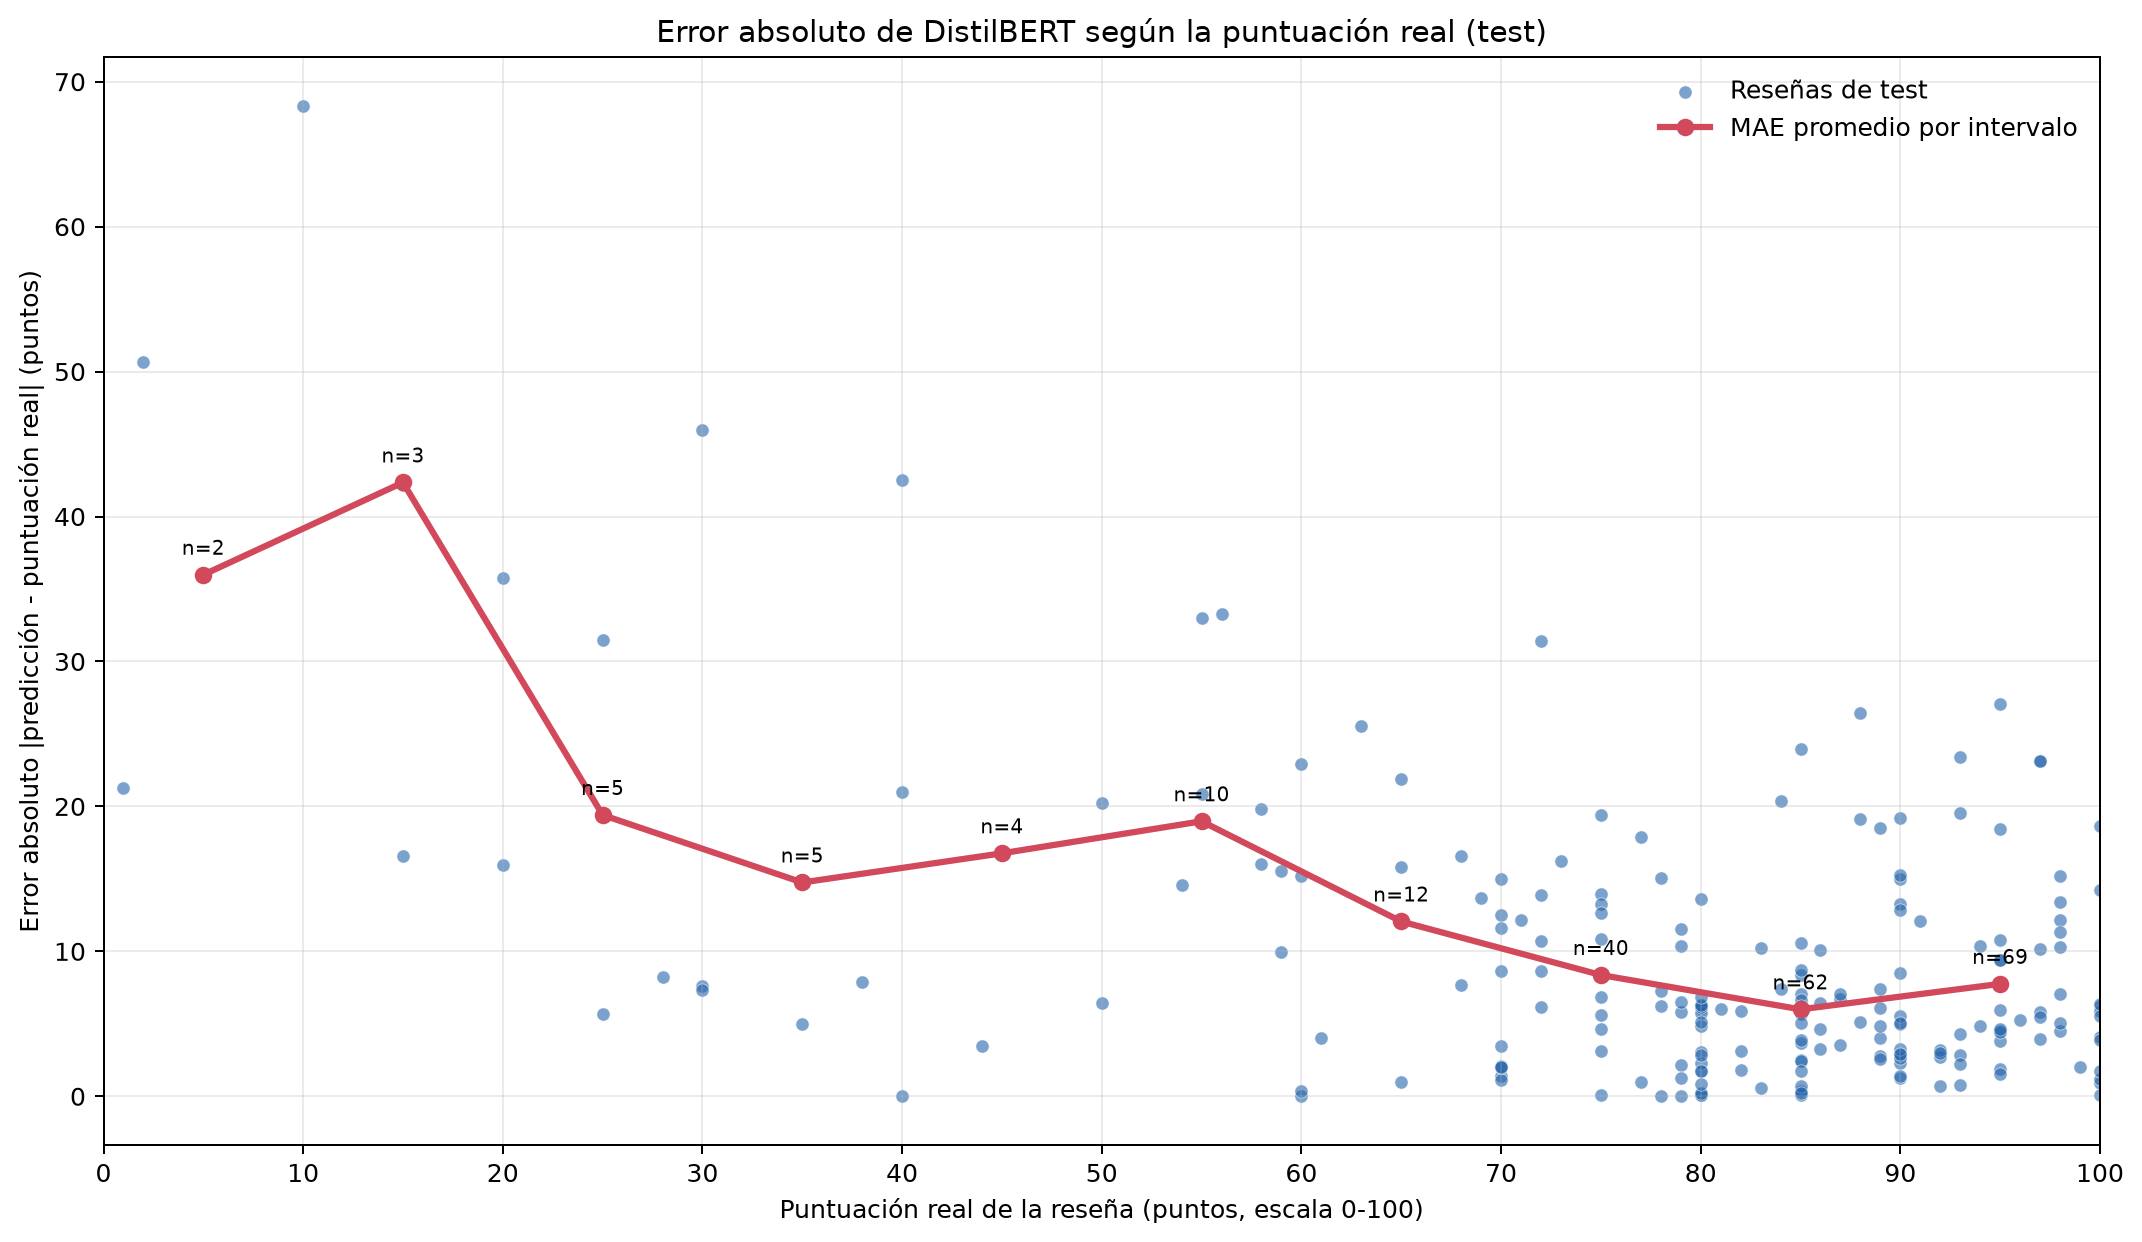 Error absoluto de DistilBERT según la puntuación real (test)
Reseñas de test
MAE promedio por intervalo
Error absoluto |predicción - puntuación real| (puntos)
70
60
50
40
30
20
10
0
n=2
n=3
n=5
n=5
n=4
n=10
n=12
n=40
n=62
n=69
0 10 20 30 40 50 60 70 80 90 100
Puntuación real de la reseña (puntos, escala 0-100)